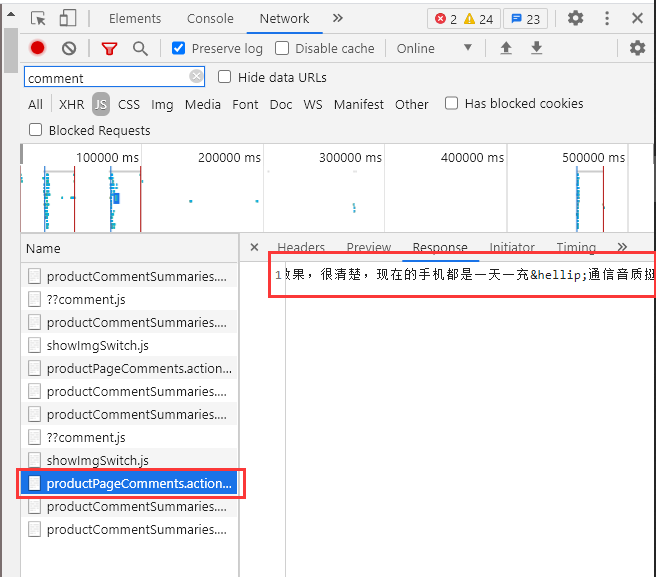 Elements Console Network » 2 24 23
Preserve log Disable cache Online
comment Hide data URLs
All XHR JS CSS Img Media Font Doc WS Manifest Other Has blocked cookies
Blocked Requests
100000 ms 200000 ms 300000 ms 400000 ms 500000 ms
Name × Headers Preview Response Initiator Timing »
1 效果，很清楚，现在的手机都是一天一充&hellip;通信音质挺
productCommentSummaries....
??comment.js
productCommentSummaries....
showImgSwitch.js
productPageComments.action...
productCommentSummaries....
productCommentSummaries....
??comment.js
showImgSwitch.js
productPageComments.action...
productCommentSummaries....
productCommentSummaries....